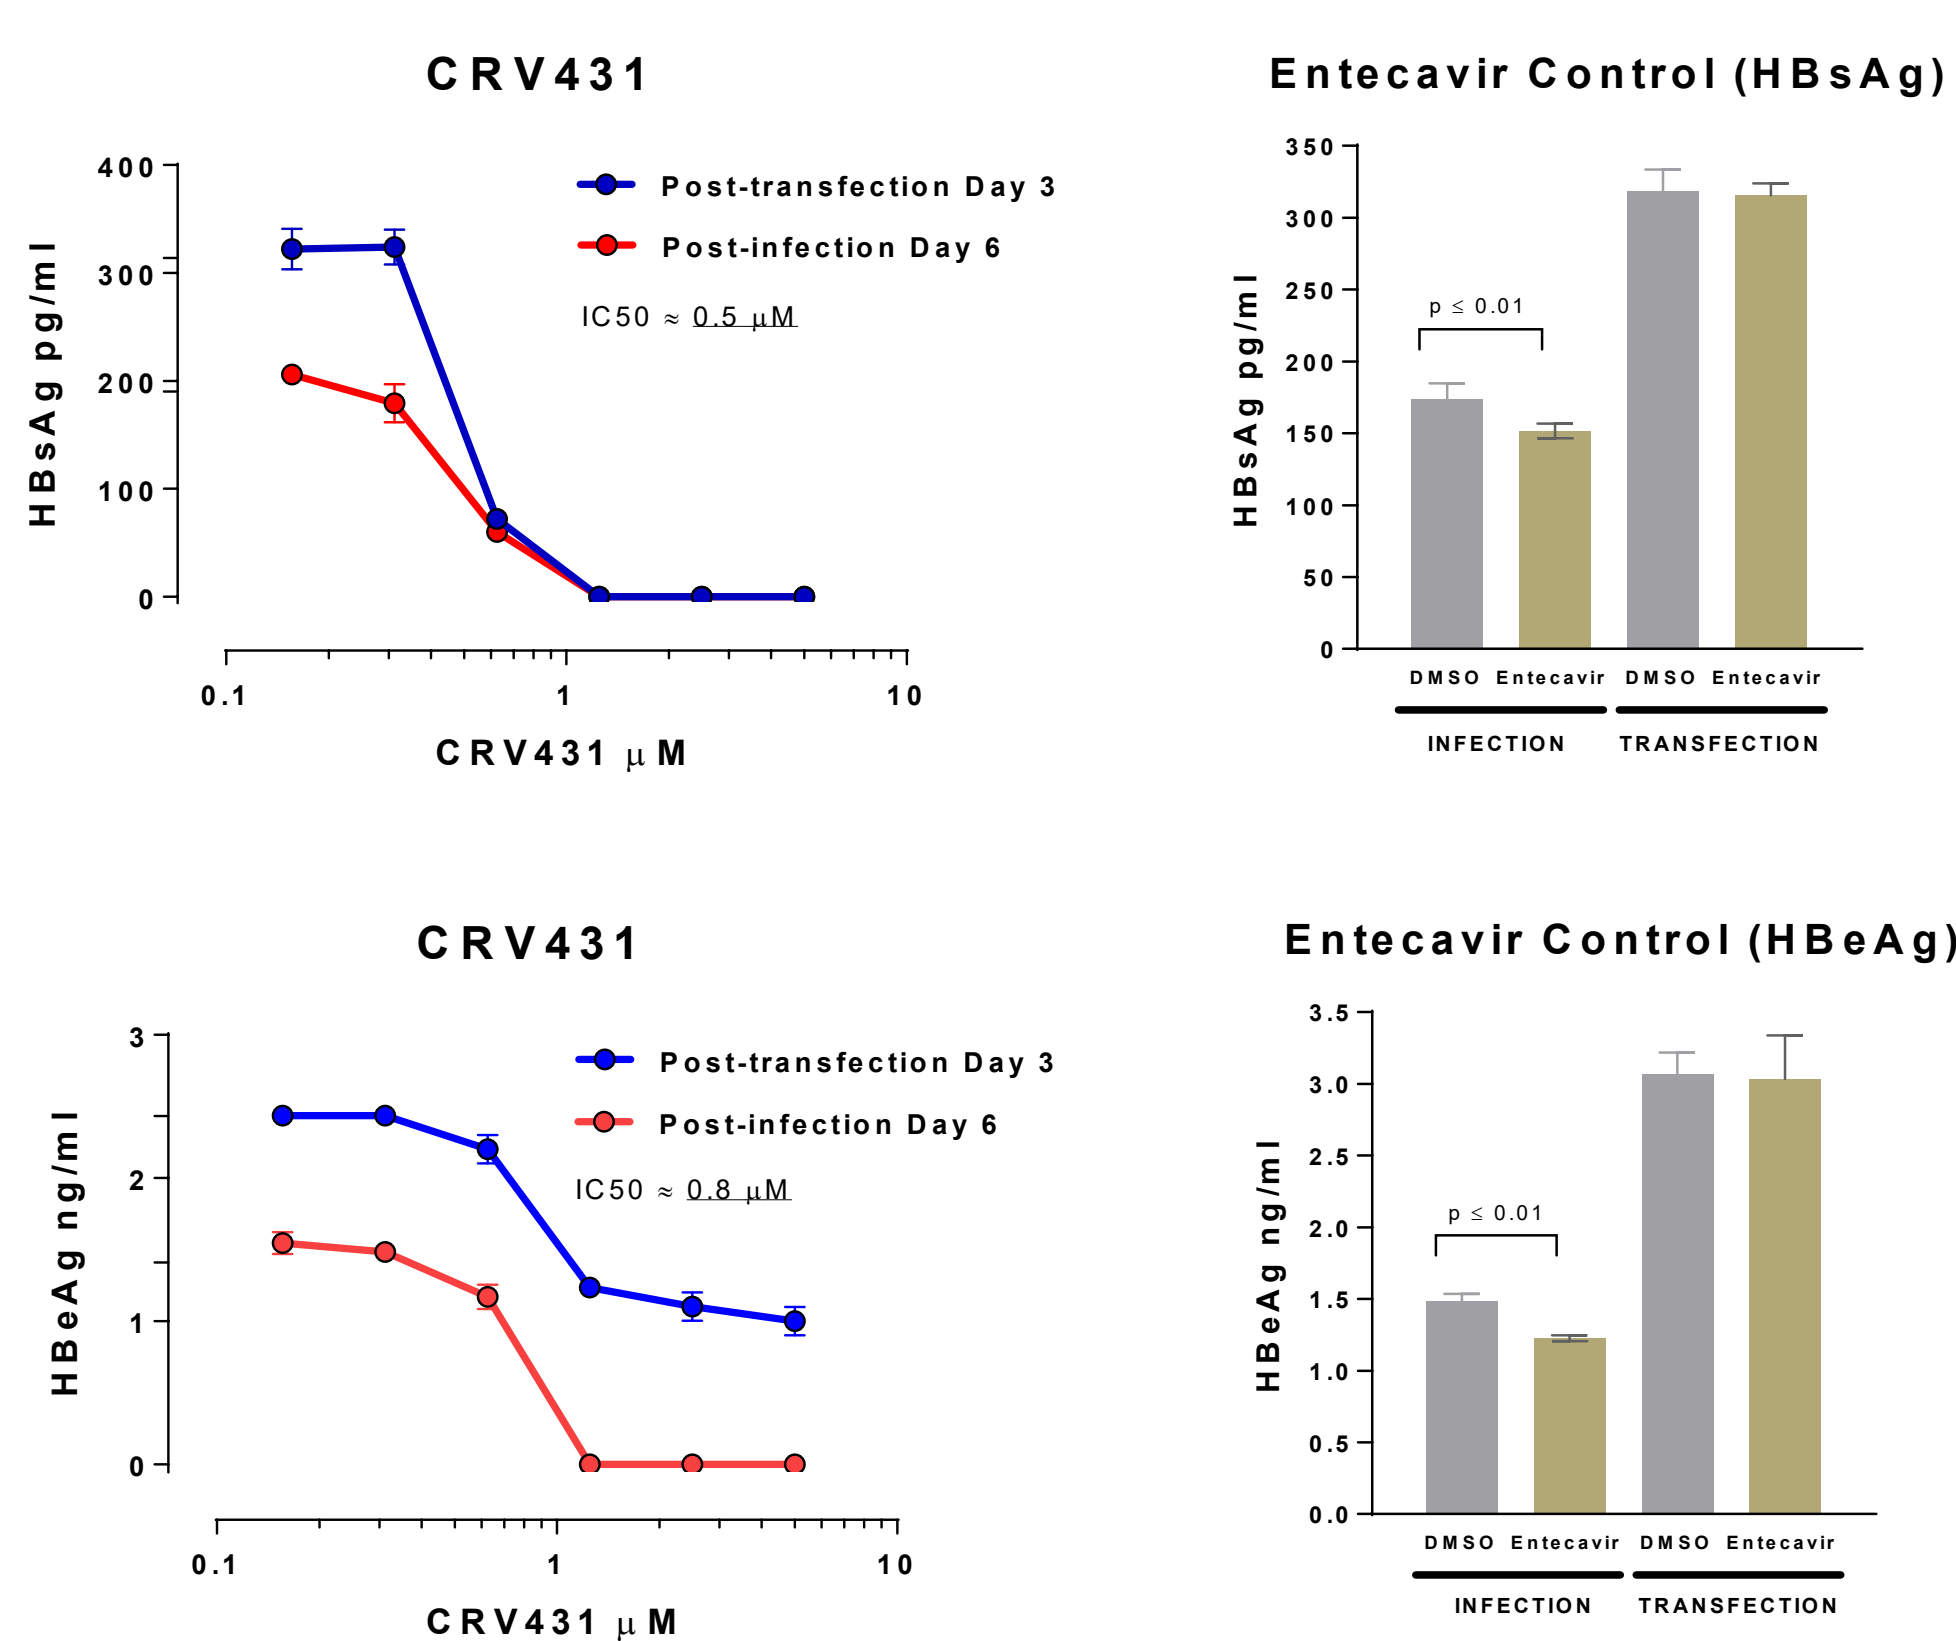 CRV431
400
300
200
100
0
HBsAg pg/ml
Post-transfection Day 3
Post-infection Day 6
IC50 ≈ 0.5 μM
0.1 1 10
CRV431 μM
Entecavir Control (HBsAg)
350
300
250
200
150
100
50
0
HBsAg pg/ml
p ≤ 0.01
DMSO Entecavir DMSO Entecavir
INFECTION TRANSFECTION
CRV431
3
2
1
0
HBeAg ng/ml
Post-transfection Day 3
Post-infection Day 6
IC50 ≈ 0.8 μM
0.1 1 10
CRV431 μM
Entecavir Control (HBeAg)
3.5
3.0
2.5
2.0
1.5
1.0
0.5
0.0
HBeAg ng/ml
p ≤ 0.01
DMSO Entecavir DMSO Entecavir
INFECTION TRANSFECTION